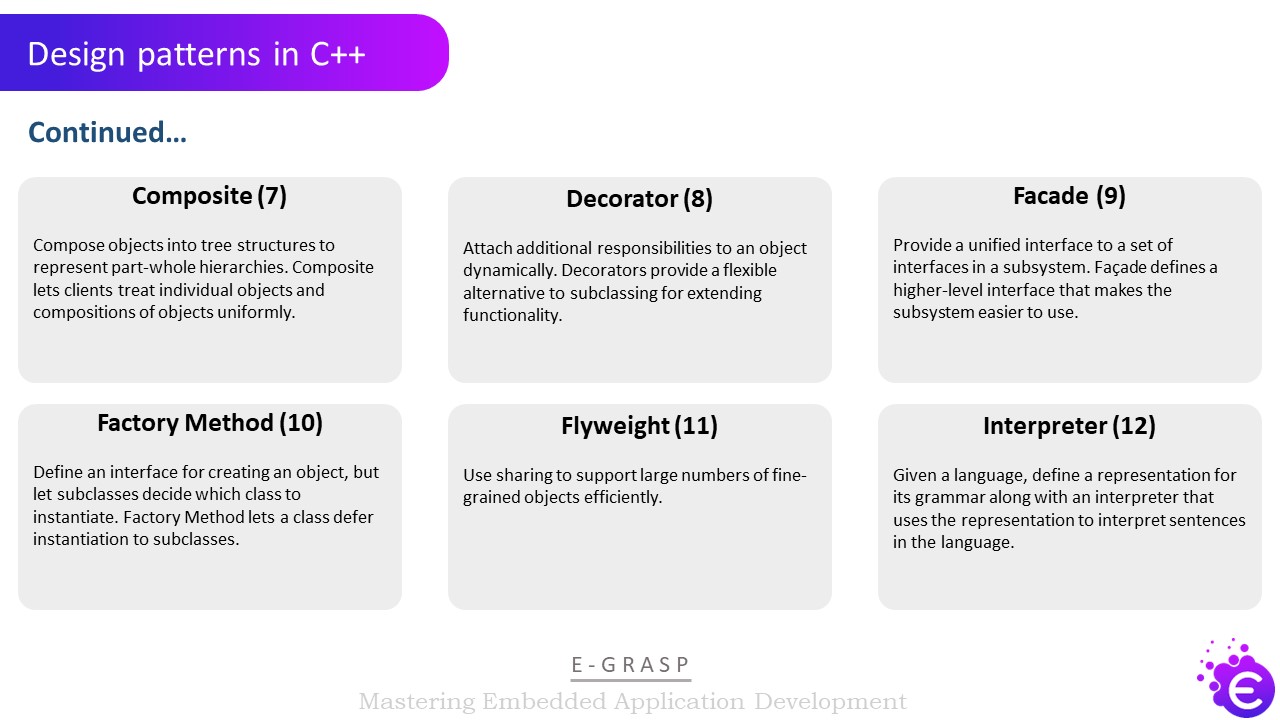 Design patterns in C++
Continued…
Composite (7)
Compose objects into tree structures to
represent part-whole hierarchies. Composite
lets clients treat individual objects and
compositions of objects uniformly.
Decorator (8)
Attach additional responsibilities to an object
dynamically. Decorators provide a flexible
alternative to subclassing for extending
functionality.
Facade (9)
Provide a unified interface to a set of
interfaces in a subsystem. Façade defines a
higher-level interface that makes the
subsystem easier to use.
Factory Method (10)
Define an interface for creating an object, but
let subclasses decide which class to
instantiate. Factory Method lets a class defer
instantiation to subclasses.
Flyweight (11)
Use sharing to support large numbers of fine-
grained objects efficiently.
Interpreter (12)
Given a language, define a representation for
its grammar along with an interpreter that
uses the representation to interpret sentences
in the language.
E-GRASP
Mastering Embedded Application Development
e